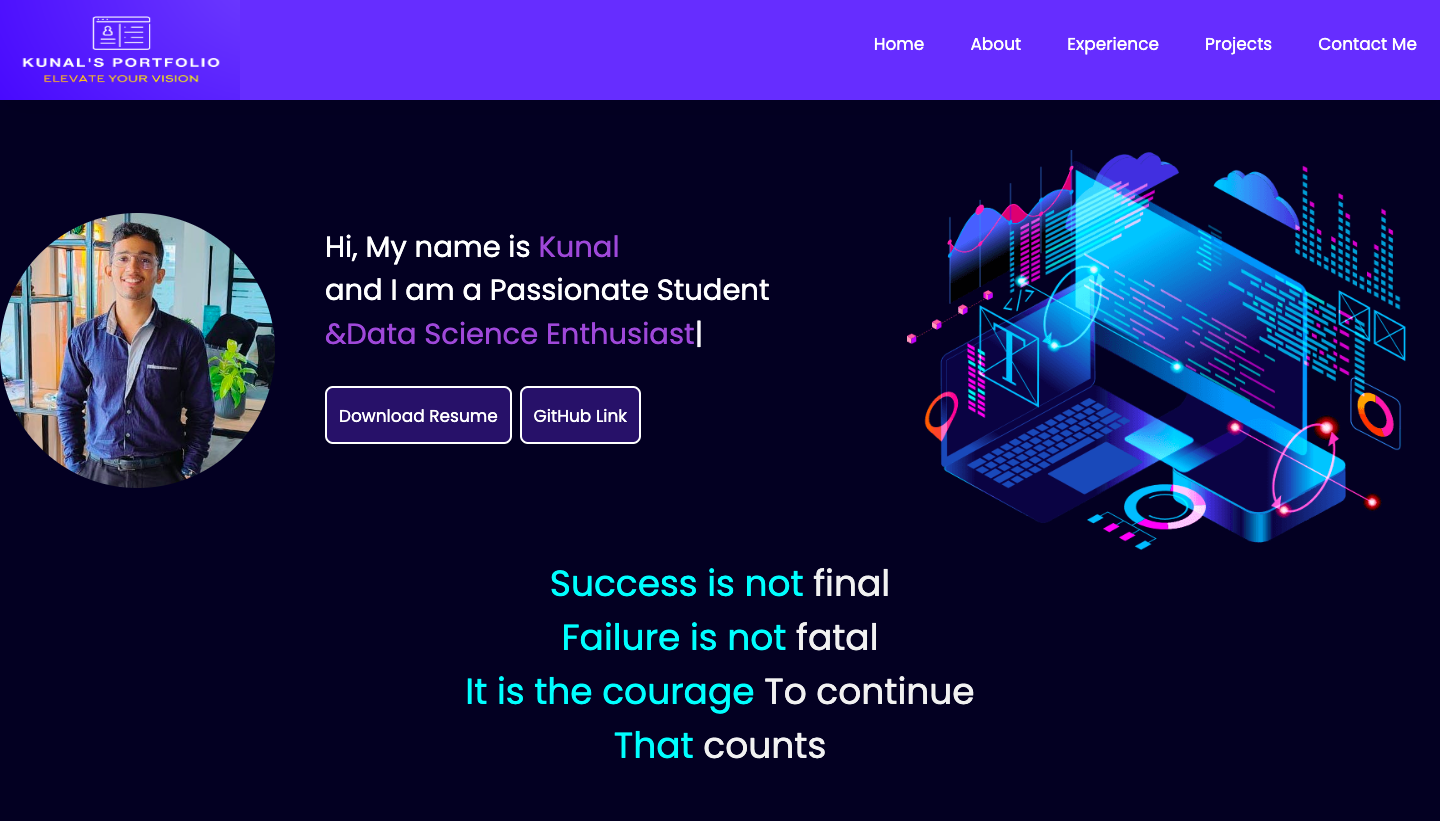 KUNAL'S PORTFOLIO
ELEVATE YOUR VISION
Home About Experience Projects Contact Me
Hi, My name is Kunal
and I am a Passionate Student
&Data Science Enthusiast|
Download Resume GitHub Link
</7
T
Success is not final
Failure is not fatal
It is the courage To continue
That counts